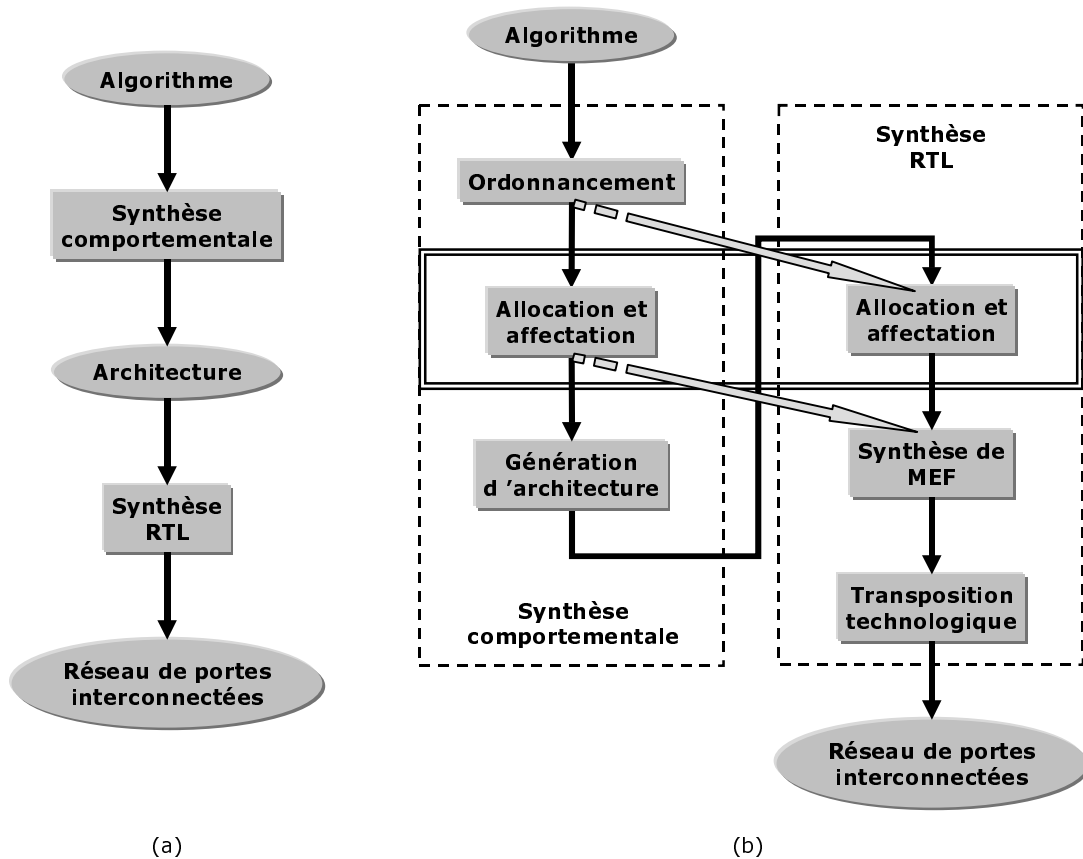 Algorithme
Synthèse
comportementale
Architecture
Synthèse
RTL
Réseau de portes
interconnectées
(a)
Algorithme
Ordonnancement
Allocation et
affectation
Génération
d ’architecture
Synthèse
comportementale
Synthèse
RTL
Allocation et
affectation
Synthèse de
MEF
Transposition
technologique
Réseau de portes
interconnectées
(b)